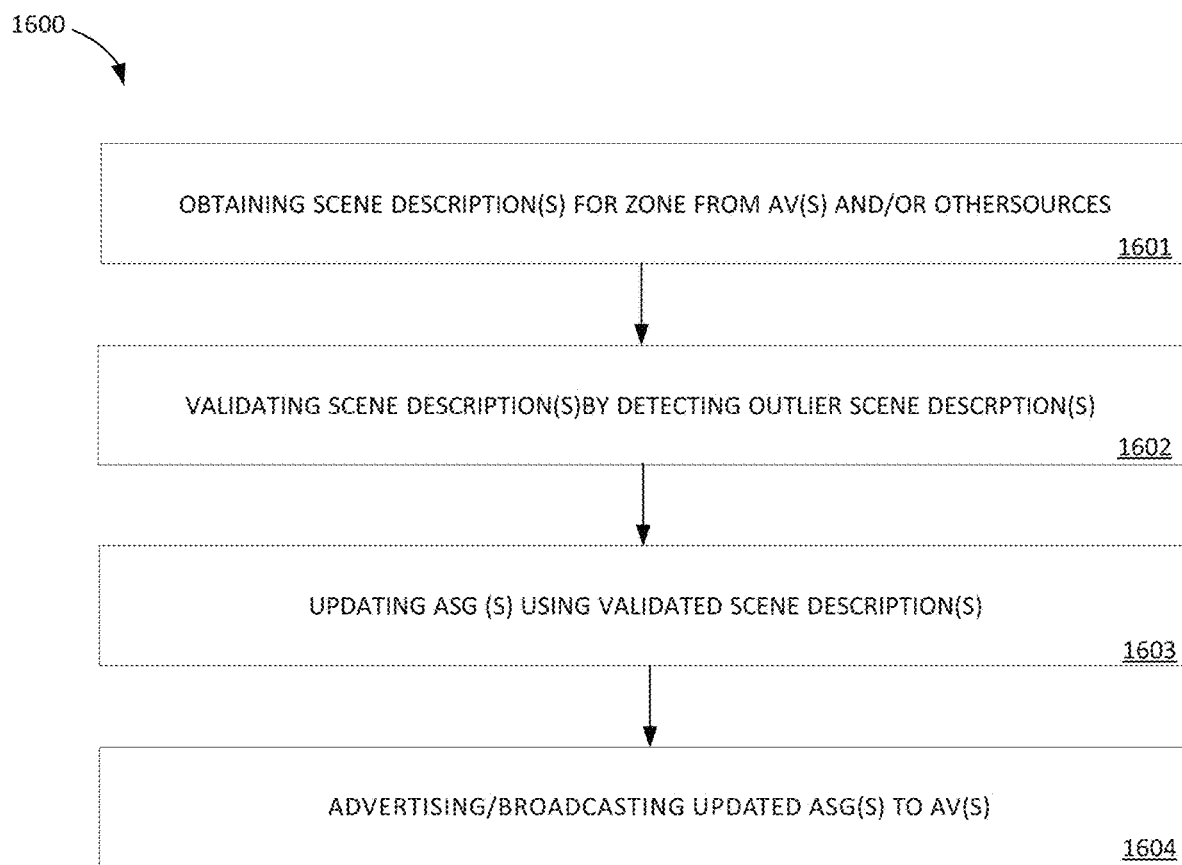 1600
OBTAINING SCENE DESCRIPTION(S) FOR ZONE FROM AV(S) AND/OR OTHERSOURCES
1601
VALIDATING SCENE DESCRIPTION(S)BY DETECTING OUTLIER SCENE DESCRPTION(S)
1602
UPDATING ASG (S) USING VALIDATED SCENE DESCRIPTION(S)
1603
ADVERTISING/BROADCASTING UPDATED ASG(S) TO AV(S)
1604